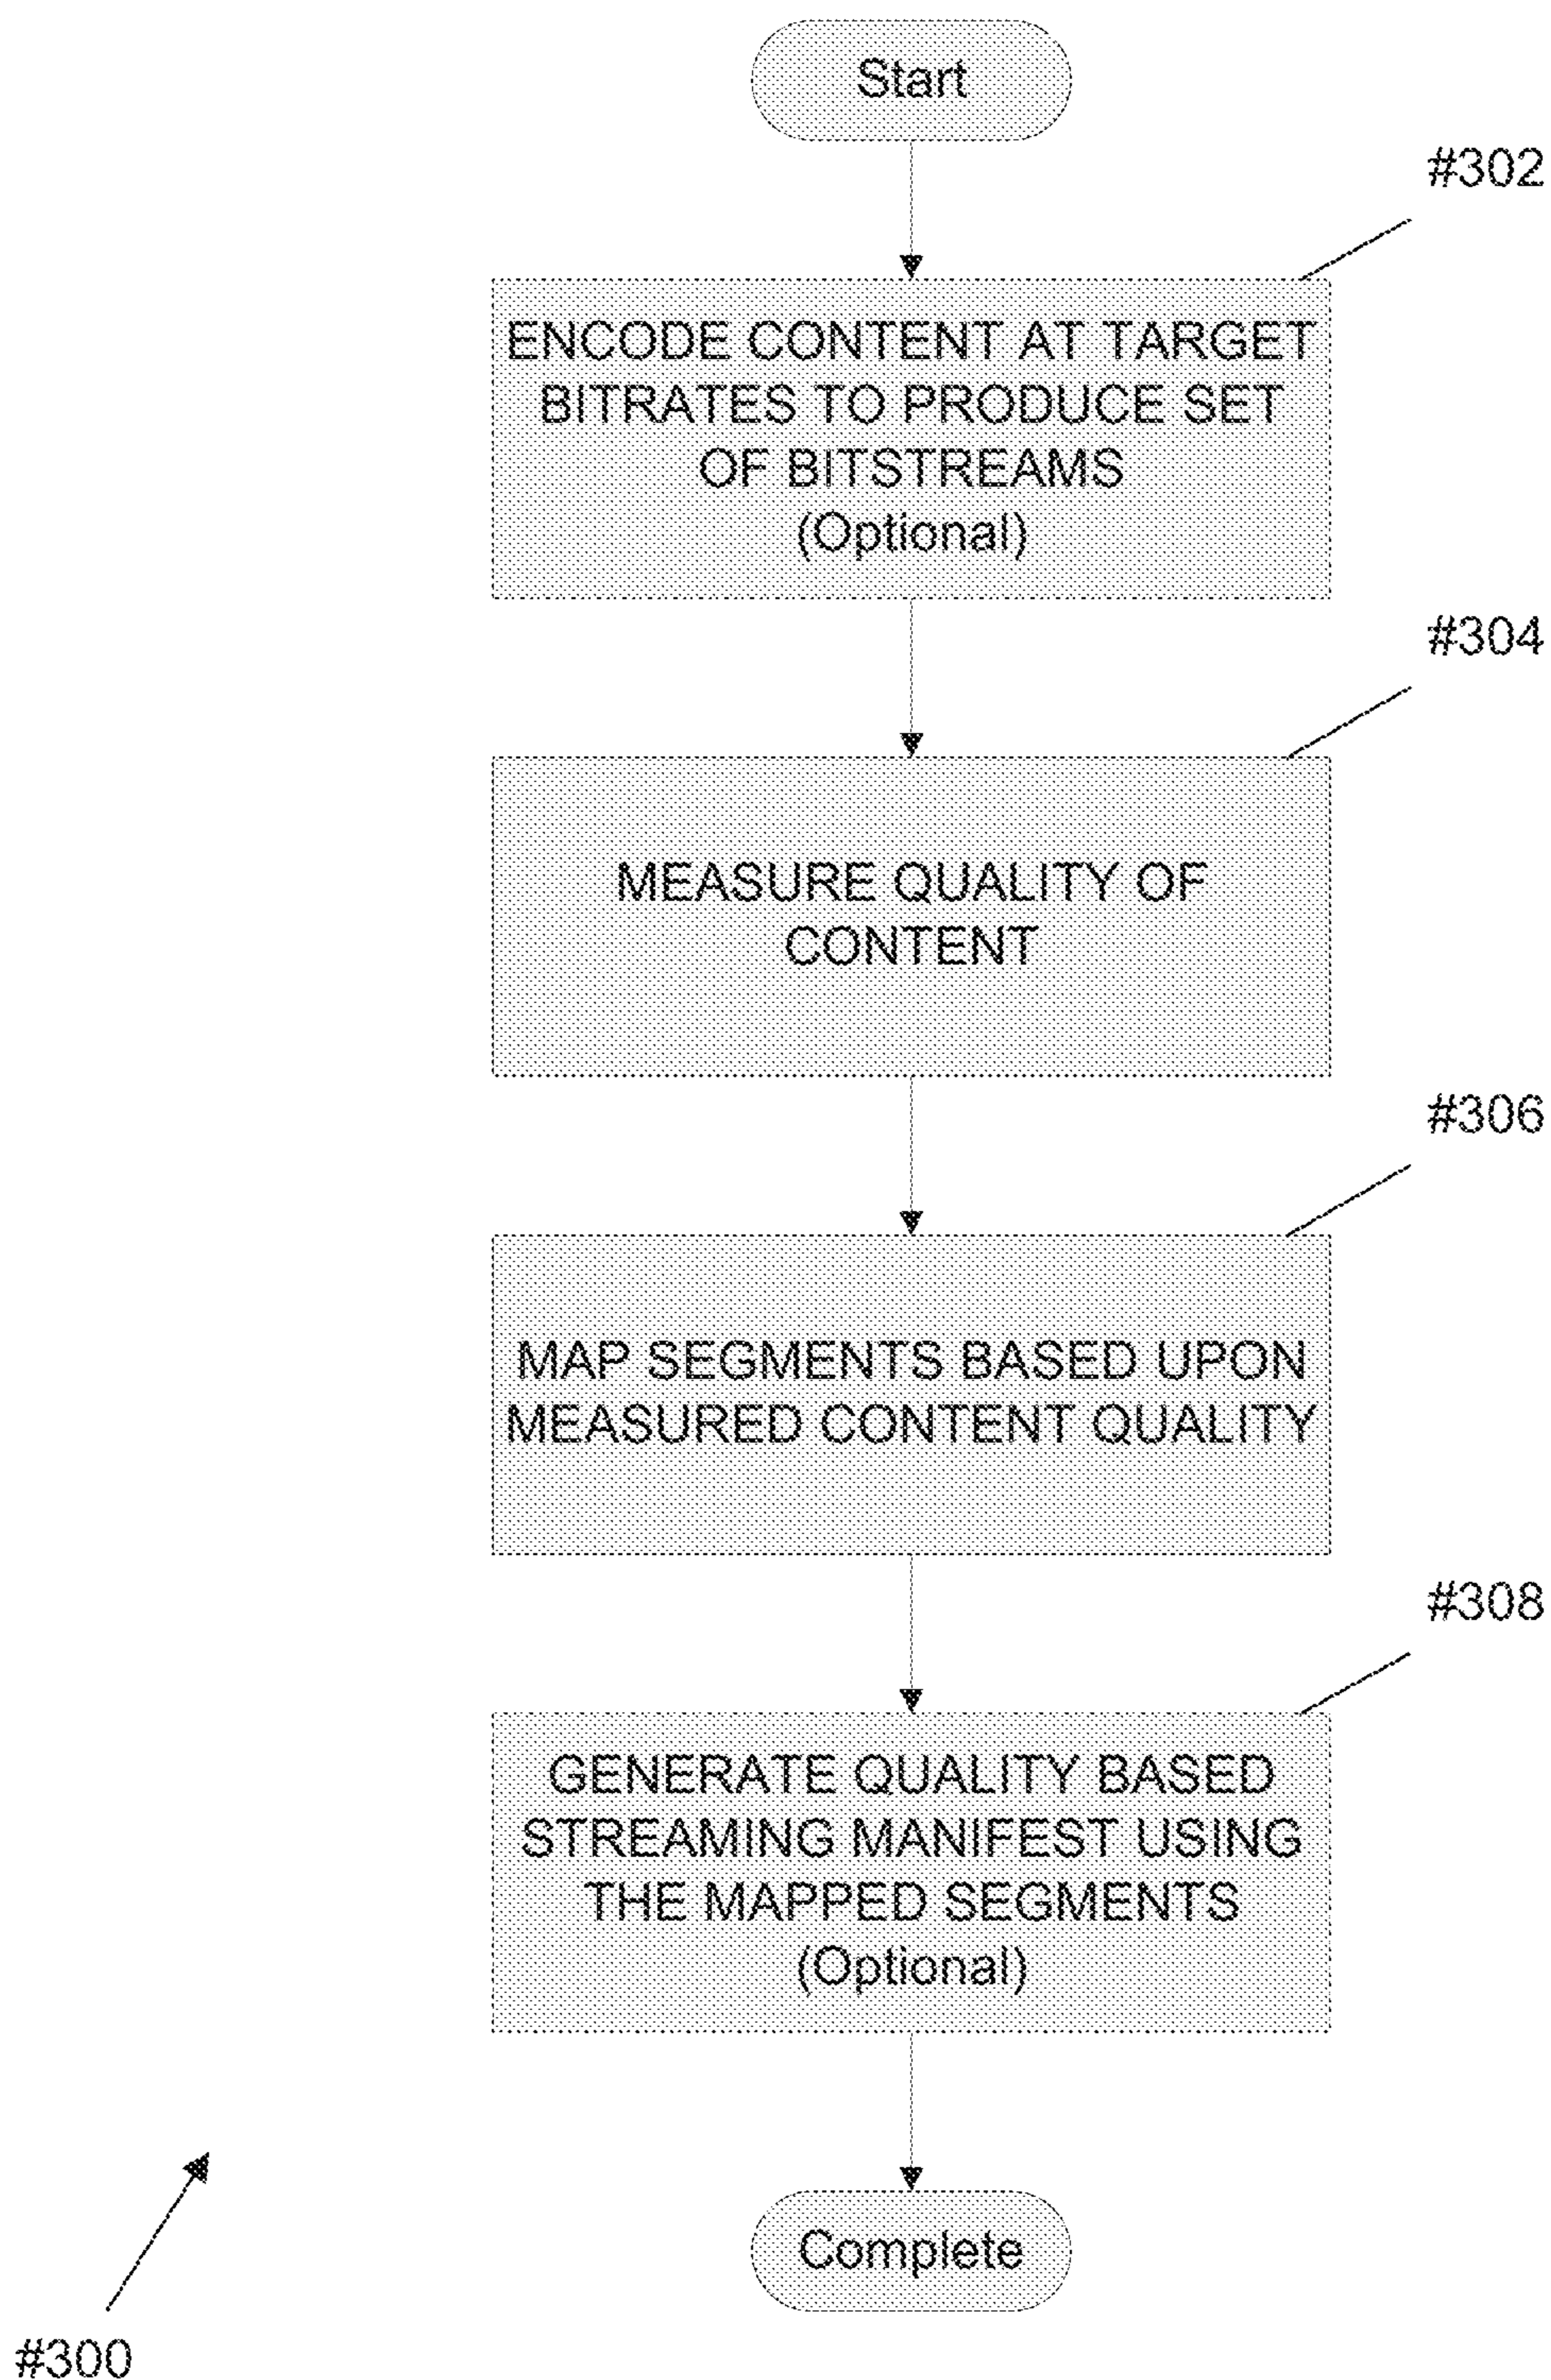 Start
#302
ENCODE CONTENT AT TARGET
BITRATES TO PRODUCE SET
OF BITSTREAMS
(Optional)
#304
MEASURE QUALITY OF
CONTENT
#306
MAP SEGMENTS BASED UPON
MEASURED CONTENT QUALITY
#308
GENERATE QUALITY BASED
STREAMING MANIFEST USING
THE MAPPED SEGMENTS
(Optional)
Complete
#300